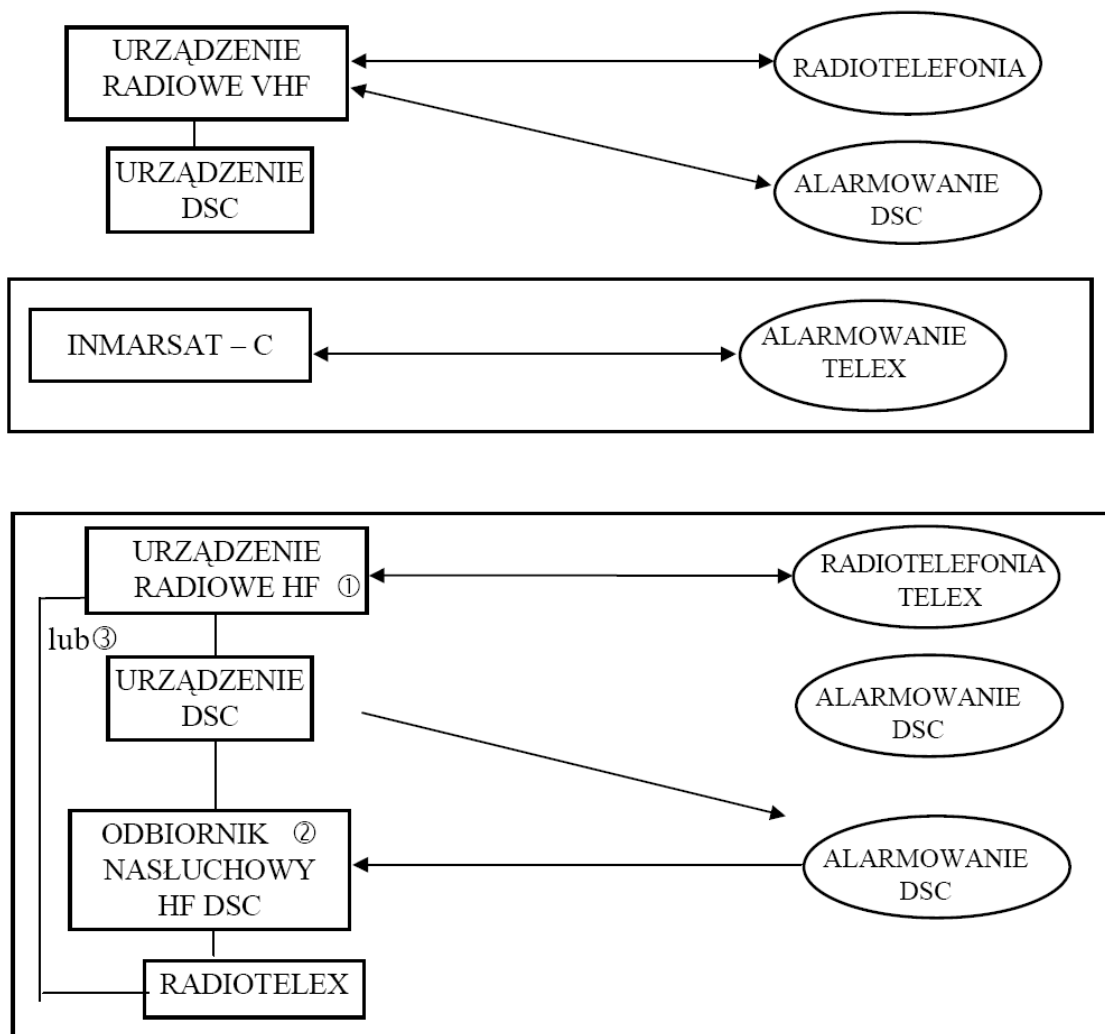 URZĄDZENIE
RADIOWE VHF
RADIOTELEFONIA
URZĄDZENIE
DSC
ALARMOWANIE
DSC
INMARSAT – C
ALARMOWANIE
TELEX
URZĄDZENIE
RADIOWE HF ①
RADIOTELEFONIA
TELEX
lub③
URZĄDZENIE
DSC
ALARMOWANIE
DSC
ODBIORNIK ②
NASŁUCHOWY
HF DSC
ALARMOWANIE
DSC
RADIOTELEX